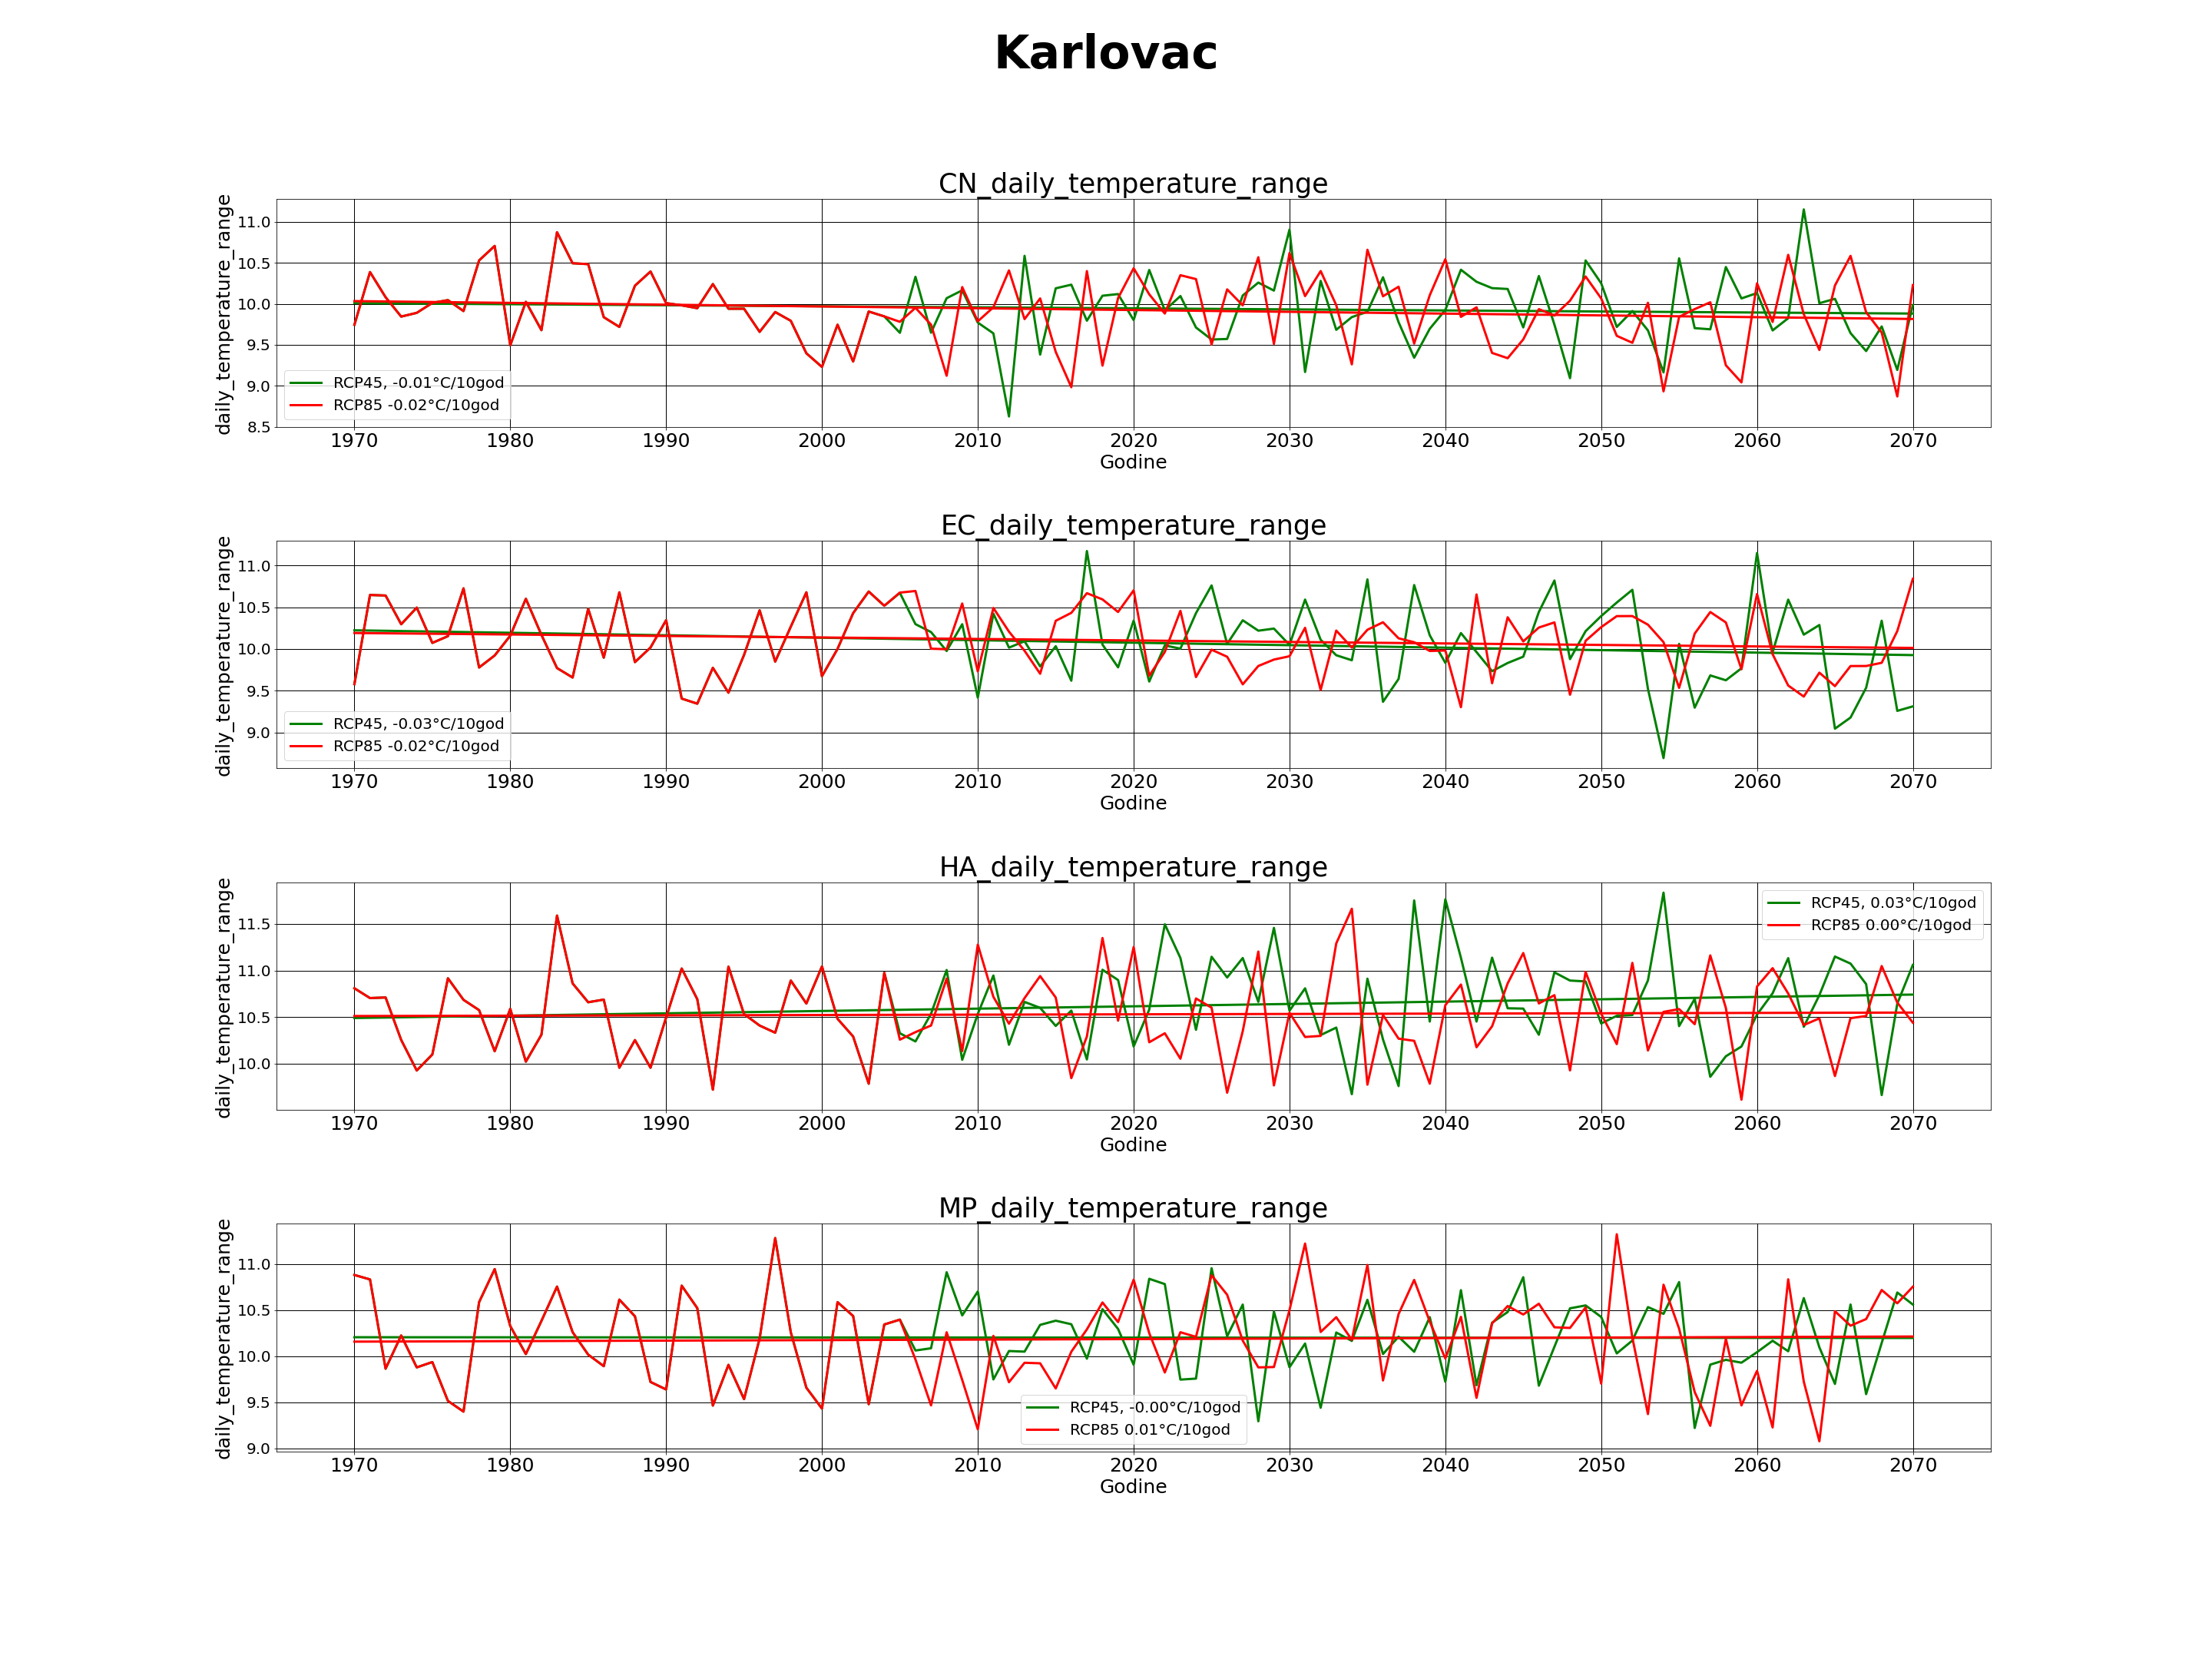 Karlovac
CN_daily_temperature_range
daily_temperature_range
11.0
10.5
10.0
9.5
9.0
8.5
RCP45, -0.01°C/10god
RCP85 -0.02°C/10god
1970 1980 1990 2000 2010 2020 2030 2040 2050 2060 2070
Godine
EC_daily_temperature_range
daily_temperature_range
11.0
10.5
10.0
9.5
9.0
RCP45, -0.03°C/10god
RCP85 -0.02°C/10god
1970 1980 1990 2000 2010 2020 2030 2040 2050 2060 2070
Godine
HA_daily_temperature_range
daily_temperature_range
11.5
11.0
10.5
10.0
RCP45, 0.03°C/10god
RCP85 0.00°C/10god
1970 1980 1990 2000 2010 2020 2030 2040 2050 2060 2070
Godine
MP_daily_temperature_range
daily_temperature_range
11.0
10.5
10.0
9.5
9.0
RCP45, -0.00°C/10god
RCP85 0.01°C/10god
1970 1980 1990 2000 2010 2020 2030 2040 2050 2060 2070
Godine